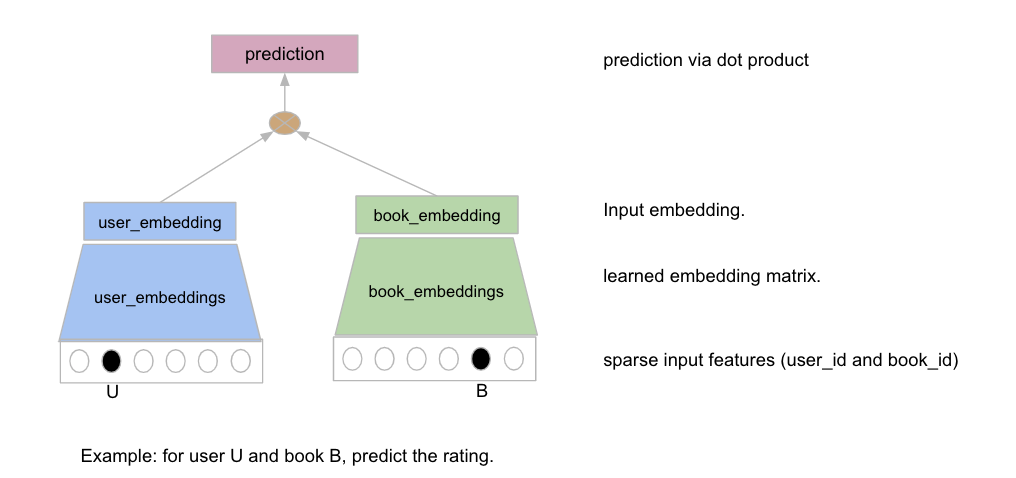 prediction
prediction via dot product
user_embedding
book_embedding
Input embedding.
user_embeddings
book_embeddings
learned embedding matrix.
sparse input features (user_id and book_id)
U
B
Example: for user U and book B, predict the rating.